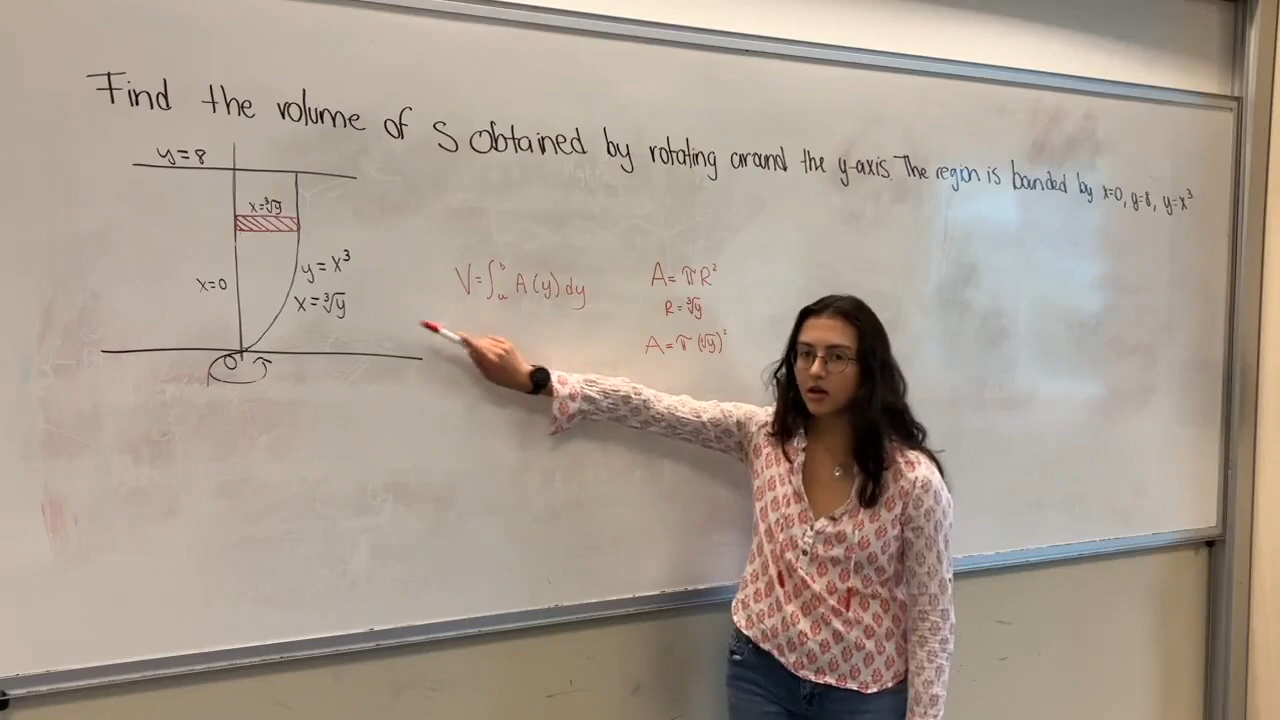 Find the volume of S obtained by rotating around the y-axis. The region is bounded by x=0, y=8, y=x³
y=8
x=∛y
x=0
y=x³
x=∛y
0
V=∫ₐᵇ A(y)dy
A=πR²
R=∛y
A=π(∛y)²